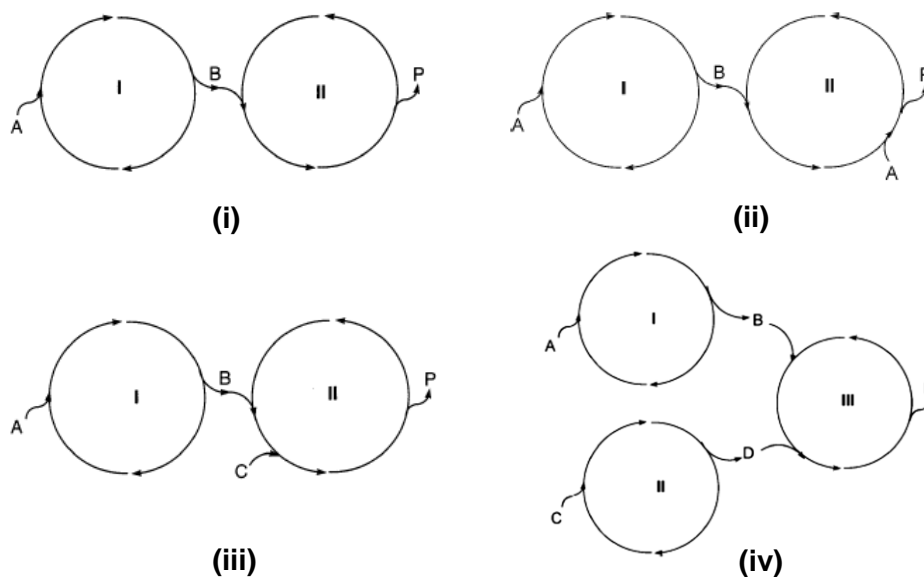 I B II P
A
(i)
I B II
A A
(ii)
I B II P
A C
(iii)
I B
A III
II D
C
(iv)